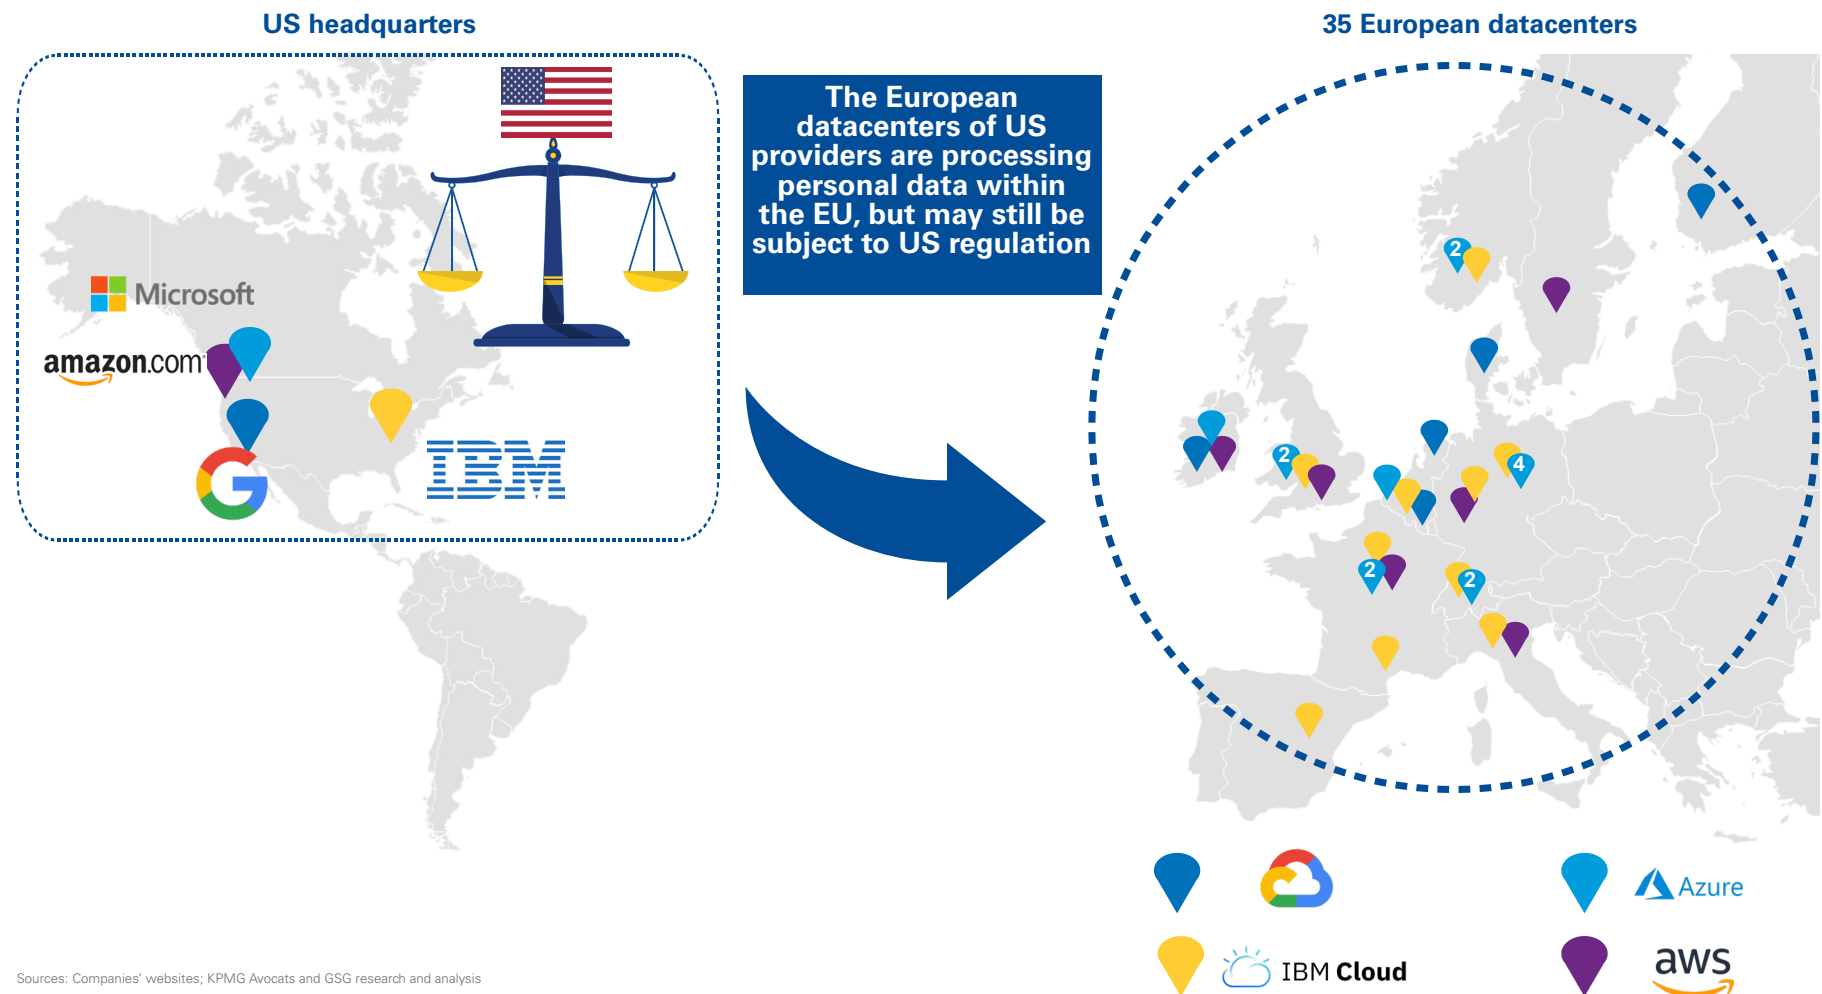 US headquarters
35 European datacenters
The European
datacenters of US
providers are processing
personal data within
the EU, but may still be
subject to US regulation
Microsoft
amazon.com
IBM
2
2
4
2
2
Azure
IBM Cloud
aws
Sources: Companies' websites; KPMG Avocats and GSG research and analysis